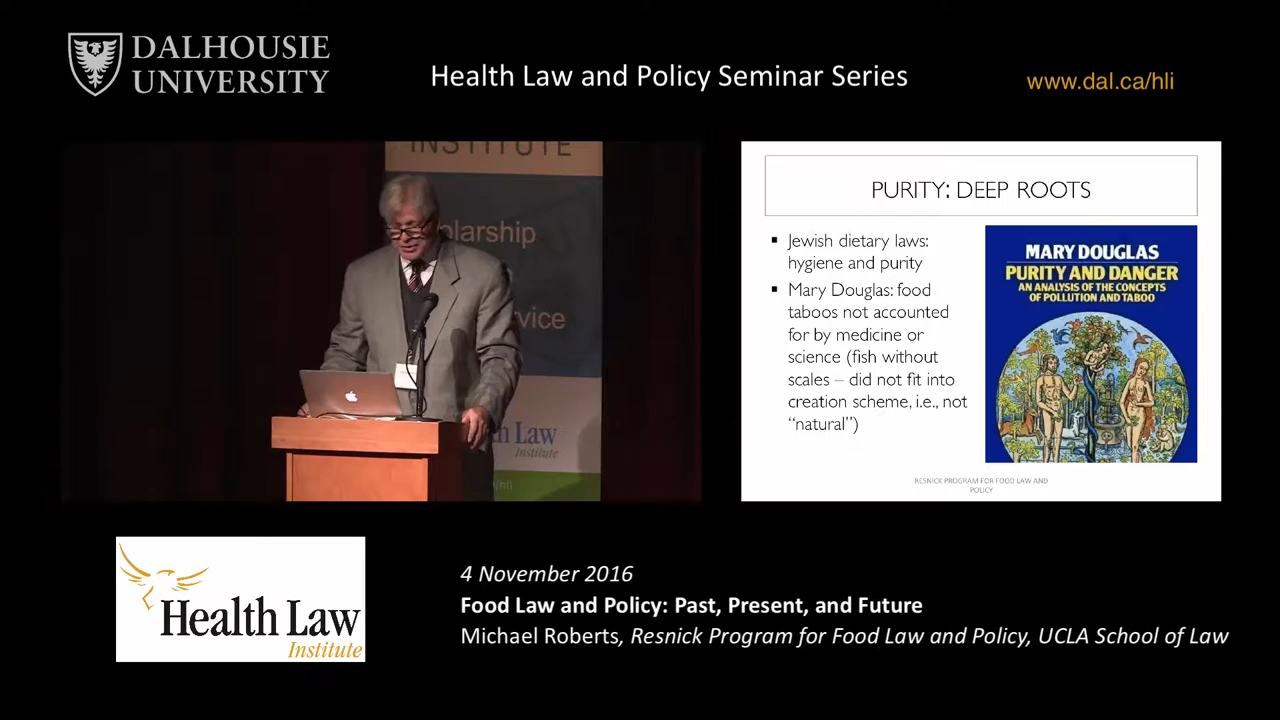 DALHOUSIE
UNIVERSITY
Health Law and Policy Seminar Series
www.dal.ca/hli
INSTITUTE
olarship
rvice
h Law
Institute
/hli
PURITY: DEEP ROOTS
▪ Jewish dietary laws:
hygiene and purity
▪ Mary Douglas: food
taboos not accounted
for by medicine or
science (fish without
scales – did not fit into
creation scheme, i.e., not
“natural”)
MARY DOUGLAS
PURITY AND DANGER
AN ANALYSIS OF THE CONCEPTS
OF POLLUTION AND TABOO
RESNICK PROGRAM FOR FOOD LAW AND
POLICY
Health Law
Institute
4 November 2016
Food Law and Policy: Past, Present, and Future
Michael Roberts, Resnick Program for Food Law and Policy, UCLA School of Law